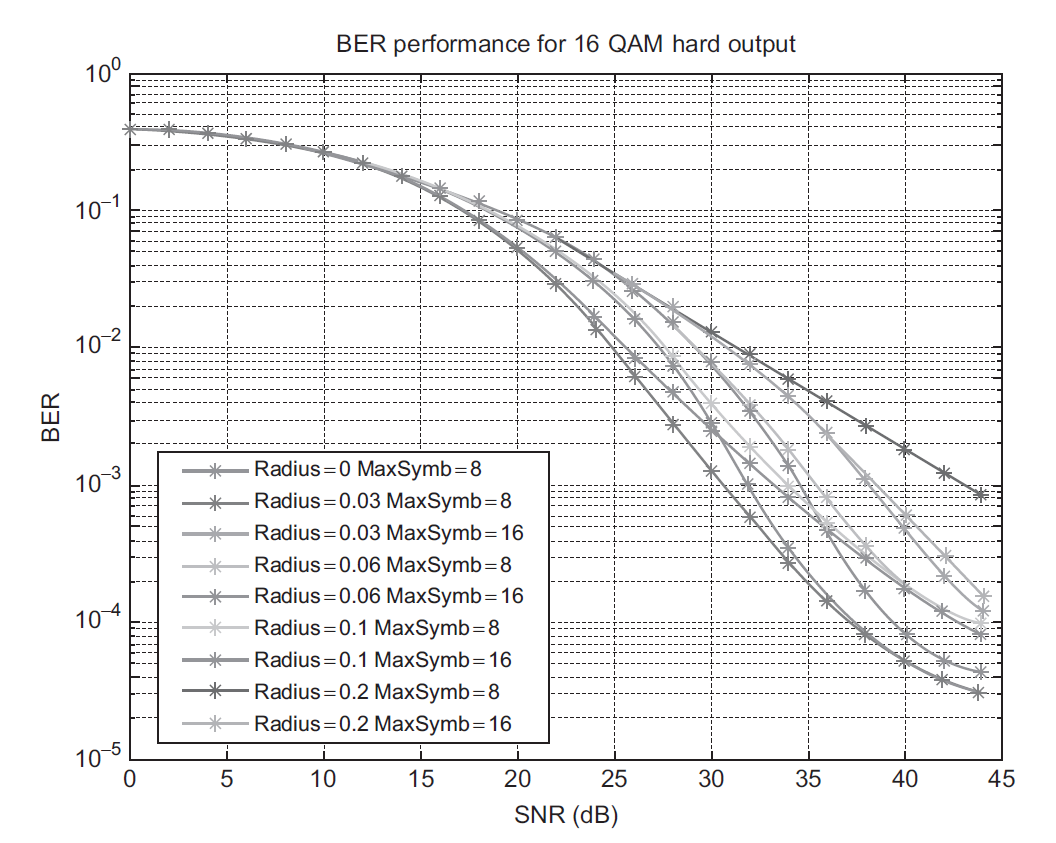 BER performance for 16 QAM hard output
10⁰
10⁻¹
10⁻²
10⁻³
10⁻⁴
10⁻⁵
BER
Radius=0 MaxSymb=8
Radius=0.03 MaxSymb=8
Radius=0.03 MaxSymb=16
Radius=0.06 MaxSymb=8
Radius=0.06 MaxSymb=16
Radius=0.1 MaxSymb=8
Radius=0.1 MaxSymb=16
Radius=0.2 MaxSymb=8
Radius=0.2 MaxSymb=16
0 5 10 15 20 25 30 35 40 45
SNR (dB)